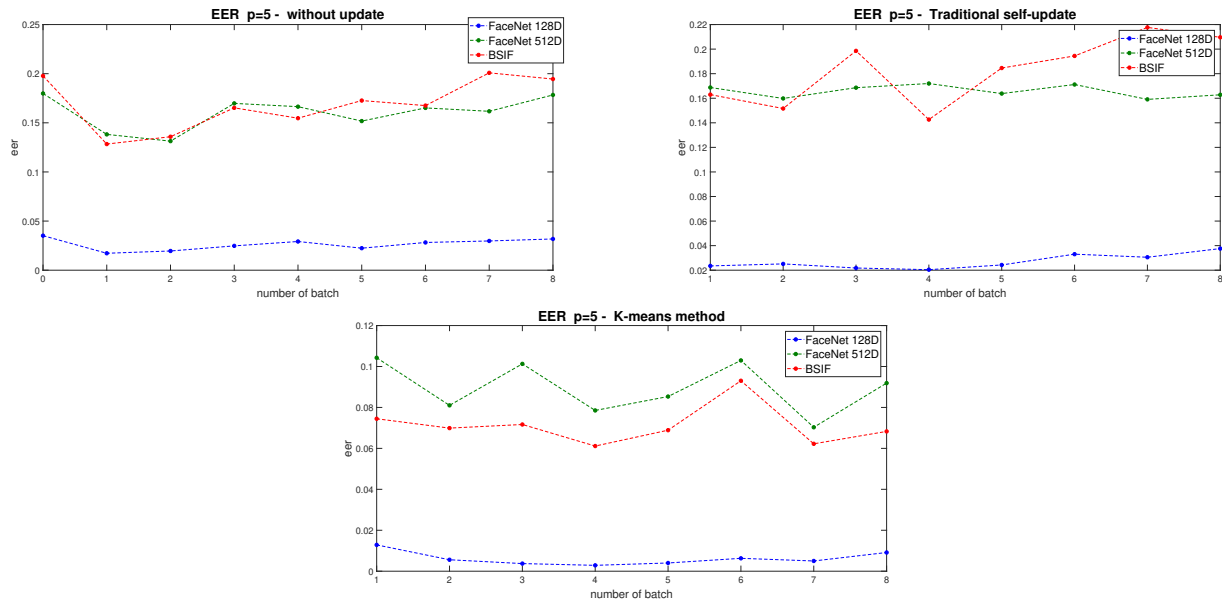 EER p=5 - without update
0.25
0.2
0.15
0.1
0.05
0
eer
0 1 2 3 4 5 6 7 8
number of batch
FaceNet 128D
FaceNet 512D
BSIF
EER p=5 - Traditional self-update
0.22
0.2
0.18
0.16
0.14
0.12
0.1
0.08
0.06
0.04
0.02
eer
1 2 3 4 5 6 7 8
number of batch
FaceNet 128D
FaceNet 512D
BSIF
EER p=5 - K-means method
0.12
0.1
0.08
0.06
0.04
0.02
0
eer
1 2 3 4 5 6 7 8
number of batch
FaceNet 128D
FaceNet 512D
BSIF